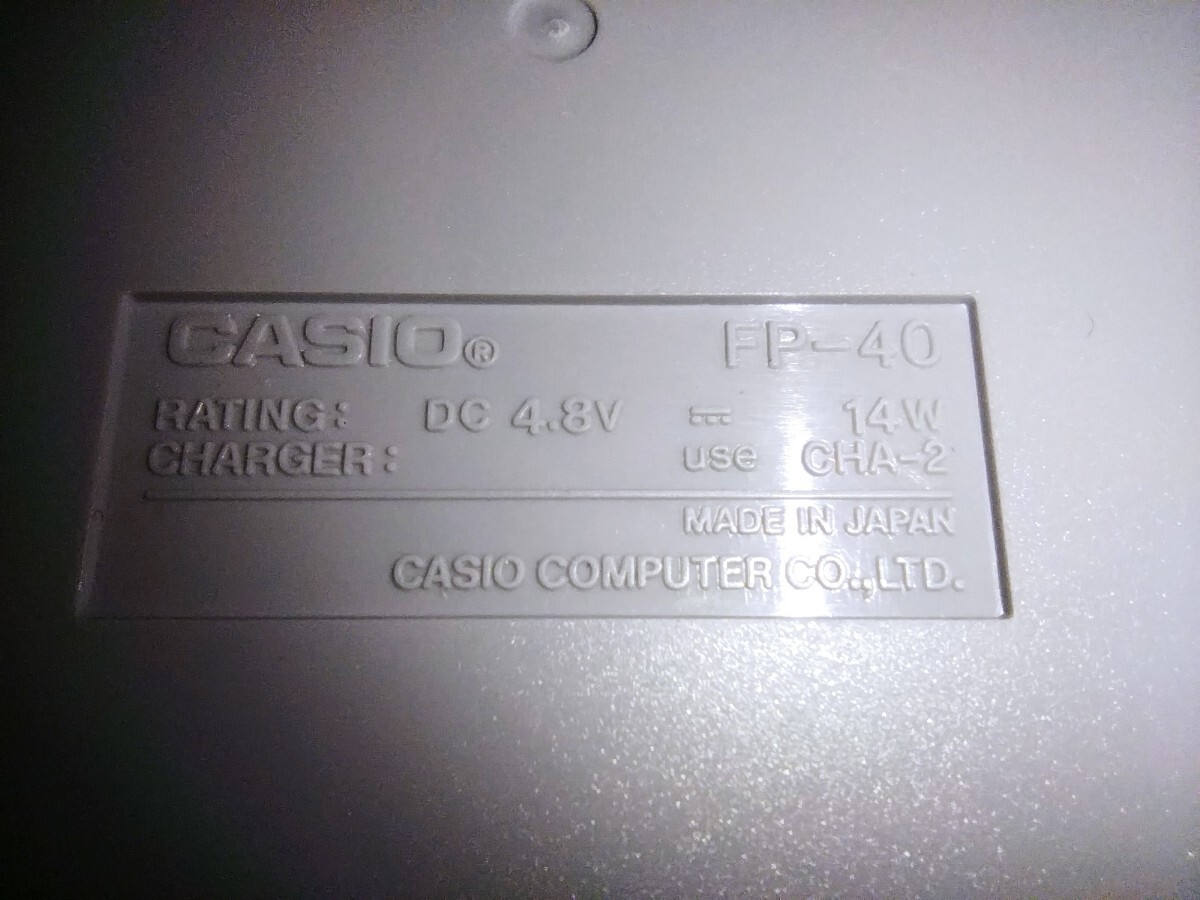 CASIO® FP-40
RATING: DC 4.8V ⎓ 14W
CHARGER: use CHA-2
MADE IN JAPAN
CASIO COMPUTER CO.,LTD.